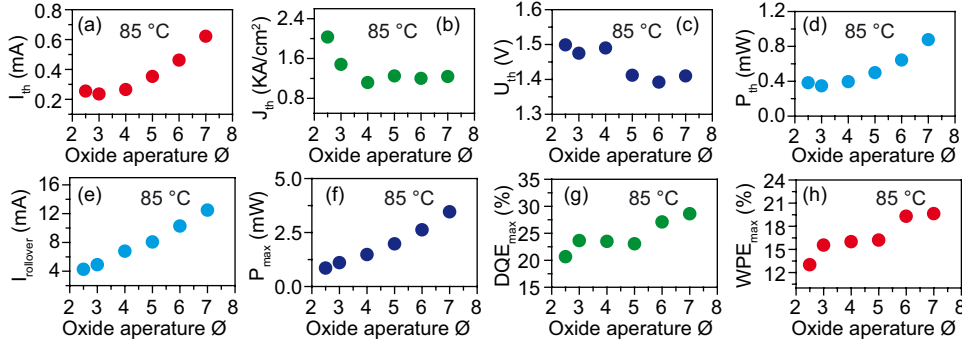 (a) 85 °C
I_th (mA)
0.8
0.6
0.4
0.2
2 3 4 5 6 7 8
Oxide aperature Ø
(b) 85 °C
J_th (KA/cm²)
2.4
1.8
1.2
0.6
2 3 4 5 6 7 8
Oxide aperature Ø
(c) 85 °C
U_th (V)
1.6
1.5
1.4
1.3
2 3 4 5 6 7 8
Oxide aperature Ø
(d) 85 °C
P_th (mW)
1.2
0.8
0.4
0.0
2 3 4 5 6 7 8
Oxide aperature Ø
(e) 85 °C
I_rollover (mA)
16
12
8
4
2 3 4 5 6 7 8
Oxide aperature Ø
(f) 85 °C
P_max (mW)
5.0
2.5
0.00
2 3 4 5 6 7 8
Oxide aperature Ø
(g) 85 °C
DQE_max (%)
35
30
25
20
15
2 3 4 5 6 7 8
Oxide aperature Ø
(h) 85 °C
WPE_max (%)
24
21
18
15
12
2 3 4 5 6 7 8
Oxide aperature Ø